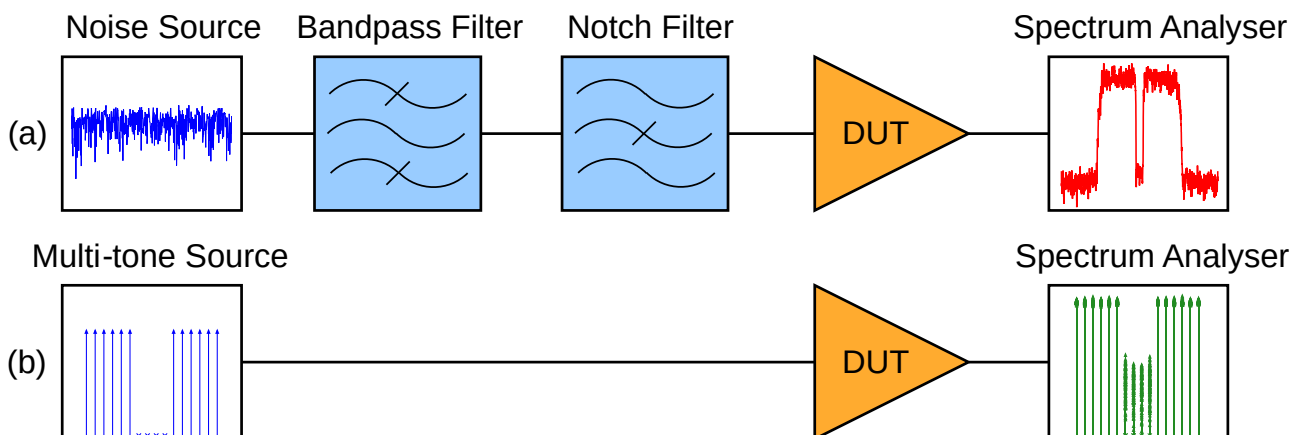 Noise Source Bandpass Filter Notch Filter Spectrum Analyser
(a) DUT
Multi-tone Source Spectrum Analyser
(b) DUT